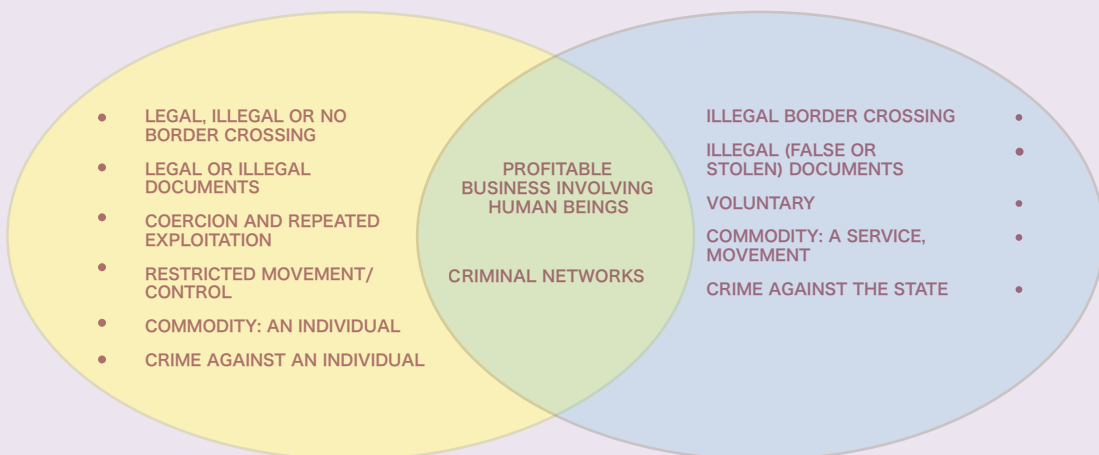 LEGAL, ILLEGAL OR NO
BORDER CROSSING
LEGAL OR ILLEGAL
DOCUMENTS
COERCION AND REPEATED
EXPLOITATION
RESTRICTED MOVEMENT/
CONTROL
COMMODITY: AN INDIVIDUAL
CRIME AGAINST AN INDIVIDUAL
PROFITABLE
BUSINESS INVOLVING
HUMAN BEINGS
CRIMINAL NETWORKS
ILLEGAL BORDER CROSSING
ILLEGAL (FALSE OR
STOLEN) DOCUMENTS
VOLUNTARY
COMMODITY: A SERVICE,
MOVEMENT
CRIME AGAINST THE STATE